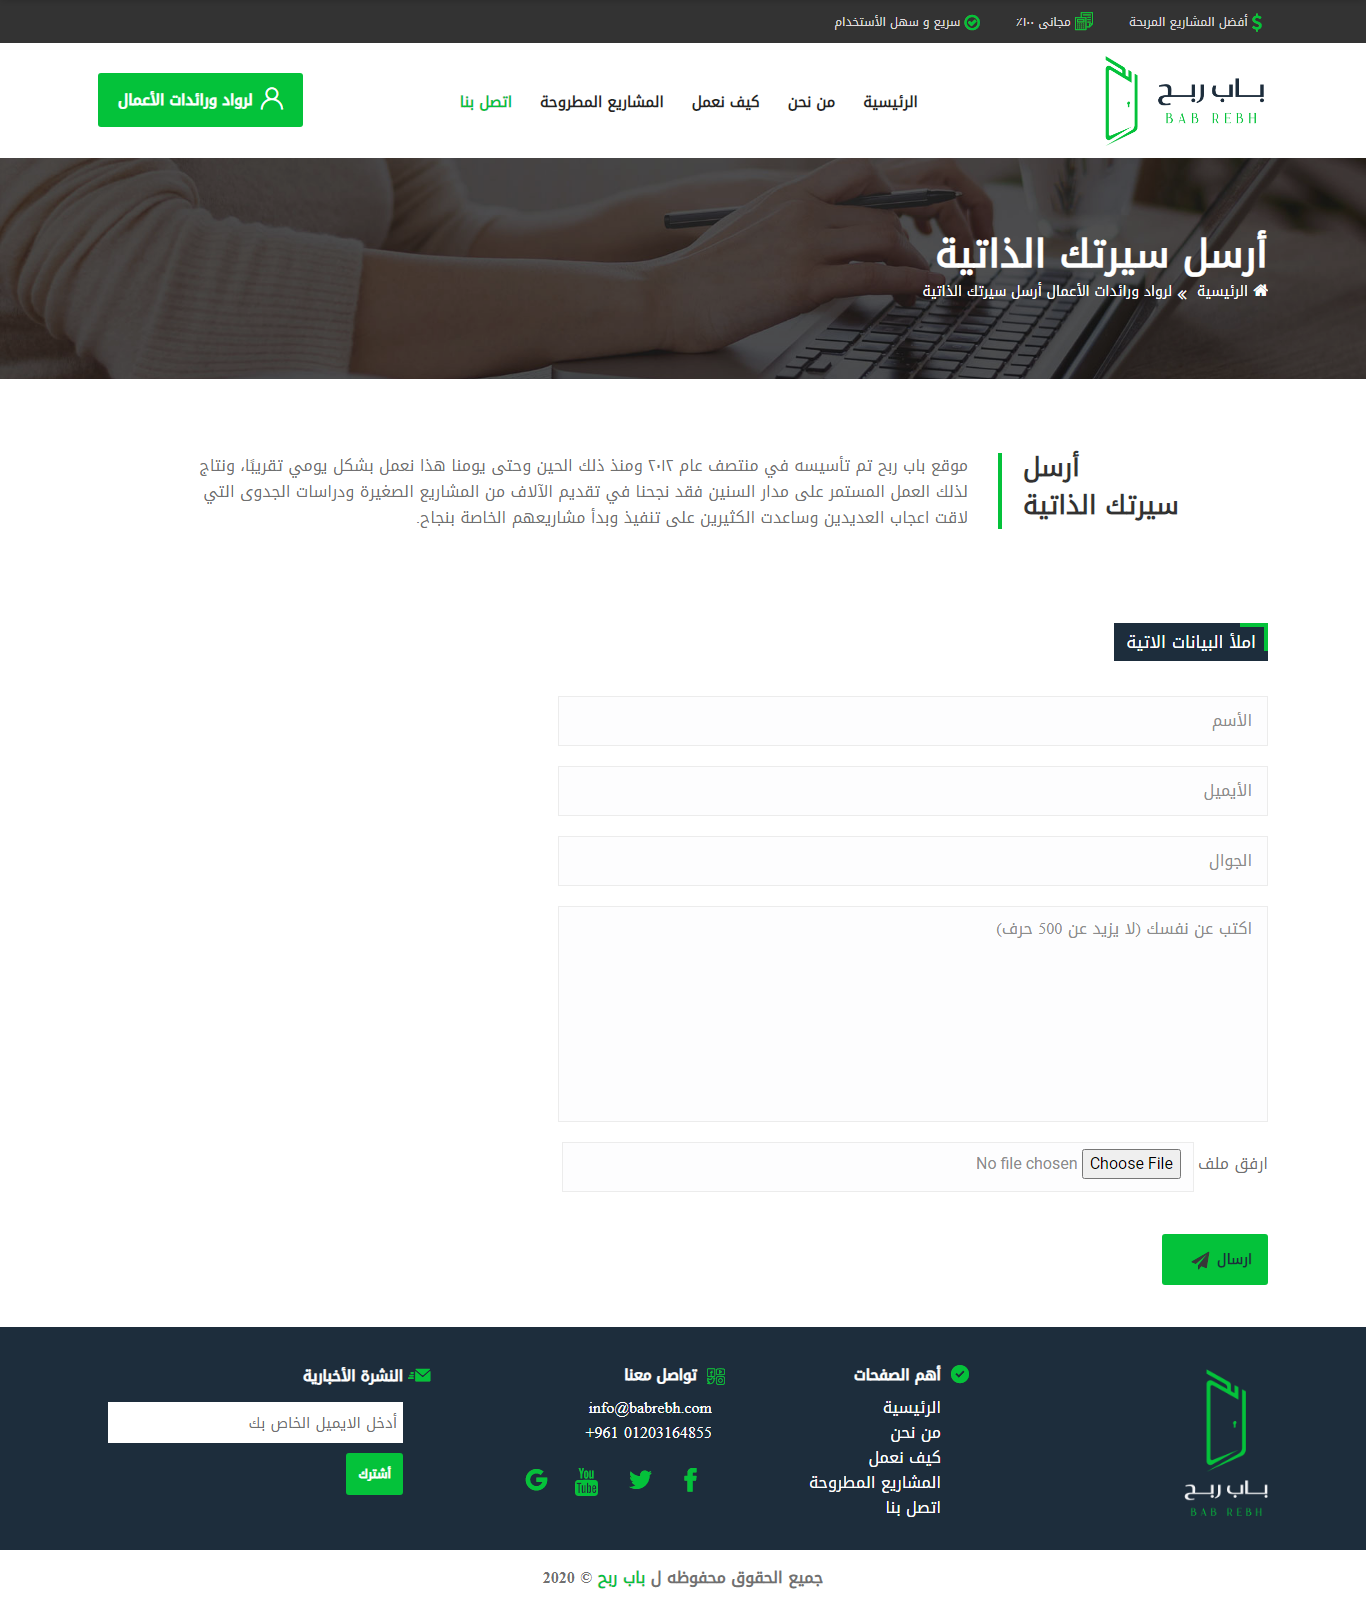 أفضل المشاريع المربحة
مجانى ١٠٠٪
سريع و سهل الأستخدام
بـاب ربـح
BAB REBH
الرئيسية
من نحن
كيف نعمل
المشاريع المطروحة
اتصل بنا
لرواد ورائدات الأعمال
أرسل سيرتك الذاتية
الرئيسية » لرواد ورائدات الأعمال أرسل سيرتك الذاتية
أرسل
سيرتك الذاتية
موقع باب ربح تم تأسيسه في منتصف عام ٢٠١٢ ومنذ ذلك الحين وحتى يومنا هذا نعمل بشكل يومي تقريبًا، ونتاج
لذلك العمل المستمر على مدار السنين فقد نجحنا في تقديم الآلاف من المشاريع الصغيرة ودراسات الجدوى التي
لاقت اعجاب العديدين وساعدت الكثيرين على تنفيذ وبدأ مشاريعهم الخاصة بنجاح.
املأ البيانات الاتية
الأسم
الأيميل
الجوال
اكتب عن نفسك (لا يزيد عن 500 حرف)
ارفق ملف Choose File No file chosen
ارسال
بـاب ربـح
BAB REBH
أهم الصفحات
الرئيسية
من نحن
كيف نعمل
المشاريع المطروحة
اتصل بنا
تواصل معنا
info@babrebh.com
+961 01203164855
You
Tube
النشرة الأخبارية
أدخل الايميل الخاص بك
أشترك
جميع الحقوق محفوظه ل باب ربح © 2020